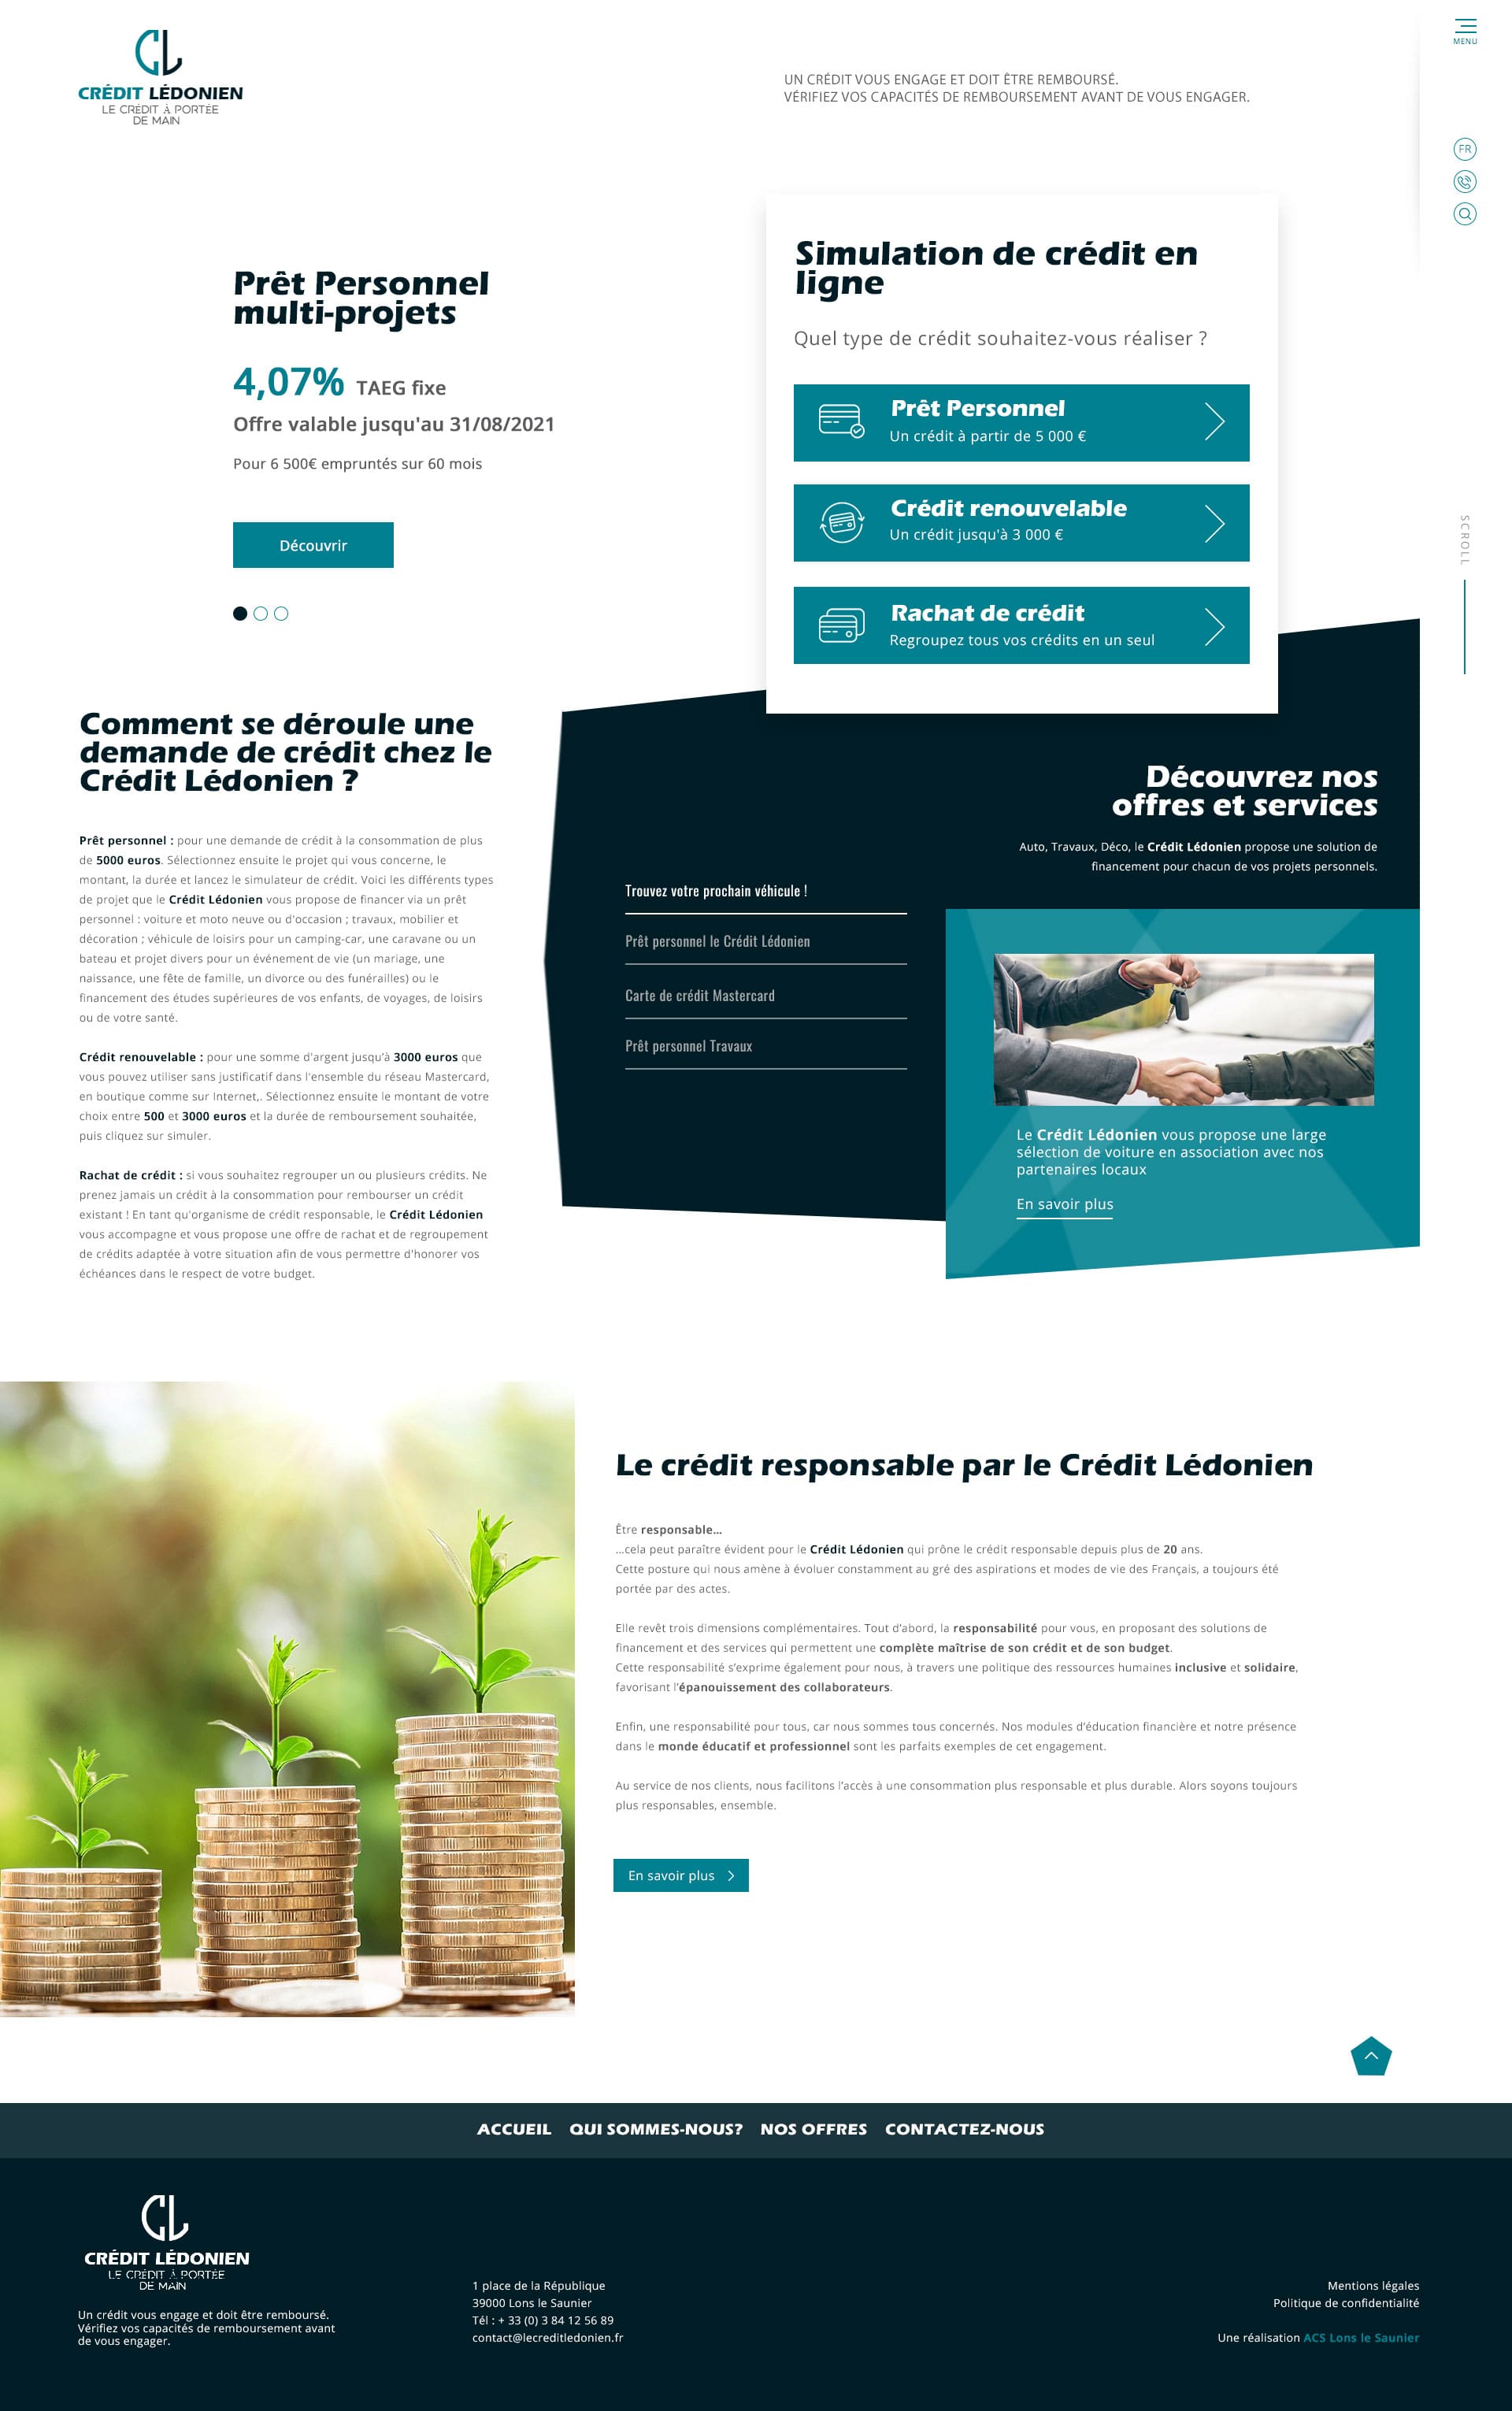 CRÉDIT LÉDONIEN
LE CRÉDIT À PORTÉE
DE MAIN
UN CRÉDIT VOUS ENGAGE ET DOIT ÊTRE REMBOURSÉ.
VÉRIFIEZ VOS CAPACITÉS DE REMBOURSEMENT AVANT DE VOUS ENGAGER.
MENU
FR
Prêt Personnel
multi-projets
4,07% TAEG fixe
Offre valable jusqu'au 31/08/2021
Pour 6 500€ empruntés sur 60 mois
Découvrir
Simulation de crédit en
ligne
Quel type de crédit souhaitez-vous réaliser ?
Prêt Personnel
Un crédit à partir de 5 000 €
Crédit renouvelable
Un crédit jusqu'à 3 000 €
Rachat de crédit
Regroupez tous vos crédits en un seul
SCROLL
Comment se déroule une
demande de crédit chez le
Crédit Lédonien ?
Prêt personnel : pour une demande de crédit à la consommation de plus
de 5000 euros. Sélectionnez ensuite le projet qui vous concerne, le
montant, la durée et lancez le simulateur de crédit. Voici les différents types
de projet que le Crédit Lédonien vous propose de financer via un prêt
personnel : voiture et moto neuve ou d'occasion ; travaux, mobilier et
décoration ; véhicule de loisirs pour un camping-car, une caravane ou un
bateau et projet divers pour un événement de vie (un mariage, une
naissance, une fête de famille, un divorce ou des funérailles) ou le
financement des études supérieures de vos enfants, de voyages, de loisirs
ou de votre santé.
Crédit renouvelable : pour une somme d'argent jusqu'à 3000 euros que
vous pouvez utiliser sans justificatif dans l'ensemble du réseau Mastercard,
en boutique comme sur Internet,. Sélectionnez ensuite le montant de votre
choix entre 500 et 3000 euros et la durée de remboursement souhaitée,
puis cliquez sur simuler.
Rachat de crédit : si vous souhaitez regrouper un ou plusieurs crédits. Ne
prenez jamais un crédit à la consommation pour rembourser un crédit
existant ! En tant qu'organisme de crédit responsable, le Crédit Lédonien
vous accompagne et vous propose une offre de rachat et de regroupement
de crédits adaptée à votre situation afin de vous permettre d'honorer vos
échéances dans le respect de votre budget.
Découvrez nos
offres et services
Auto, Travaux, Déco, le Crédit Lédonien propose une solution de
financement pour chacun de vos projets personnels.
Trouvez votre prochain véhicule !
Prêt personnel le Crédit Lédonien
Carte de crédit Mastercard
Prêt personnel Travaux
Le Crédit Lédonien vous propose une large
sélection de voiture en association avec nos
partenaires locaux
En savoir plus
Le crédit responsable par le Crédit Lédonien
Être responsable...
...cela peut paraître évident pour le Crédit Lédonien qui prône le crédit responsable depuis plus de 20 ans.
Cette posture qui nous amène à évoluer constamment au gré des aspirations et modes de vie des Français, a toujours été
portée par des actes.
Elle revêt trois dimensions complémentaires. Tout d'abord, la responsabilité pour vous, en proposant des solutions de
financement et des services qui permettent une complète maîtrise de son crédit et de son budget.
Cette responsabilité s'exprime également pour nous, à travers une politique des ressources humaines inclusive et solidaire,
favorisant l'épanouissement des collaborateurs.
Enfin, une responsabilité pour tous, car nous sommes tous concernés. Nos modules d'éducation financière et notre présence
dans le monde éducatif et professionnel sont les parfaits exemples de cet engagement.
Au service de nos clients, nous facilitons l'accès à une consommation plus responsable et plus durable. Alors soyons toujours
plus responsables, ensemble.
En savoir plus
ACCUEIL QUI SOMMES-NOUS? NOS OFFRES CONTACTEZ-NOUS
CRÉDIT LÉDONIEN
LE CRÉDIT À PORTÉE
DE MAIN
Un crédit vous engage et doit être remboursé.
Vérifiez vos capacités de remboursement avant
de vous engager.
1 place de la République
39000 Lons le Saunier
Tél : + 33 (0) 3 84 12 56 89
contact@lecreditledonien.fr
Mentions légales
Politique de confidentialité
Une réalisation ACS Lons le Saunier